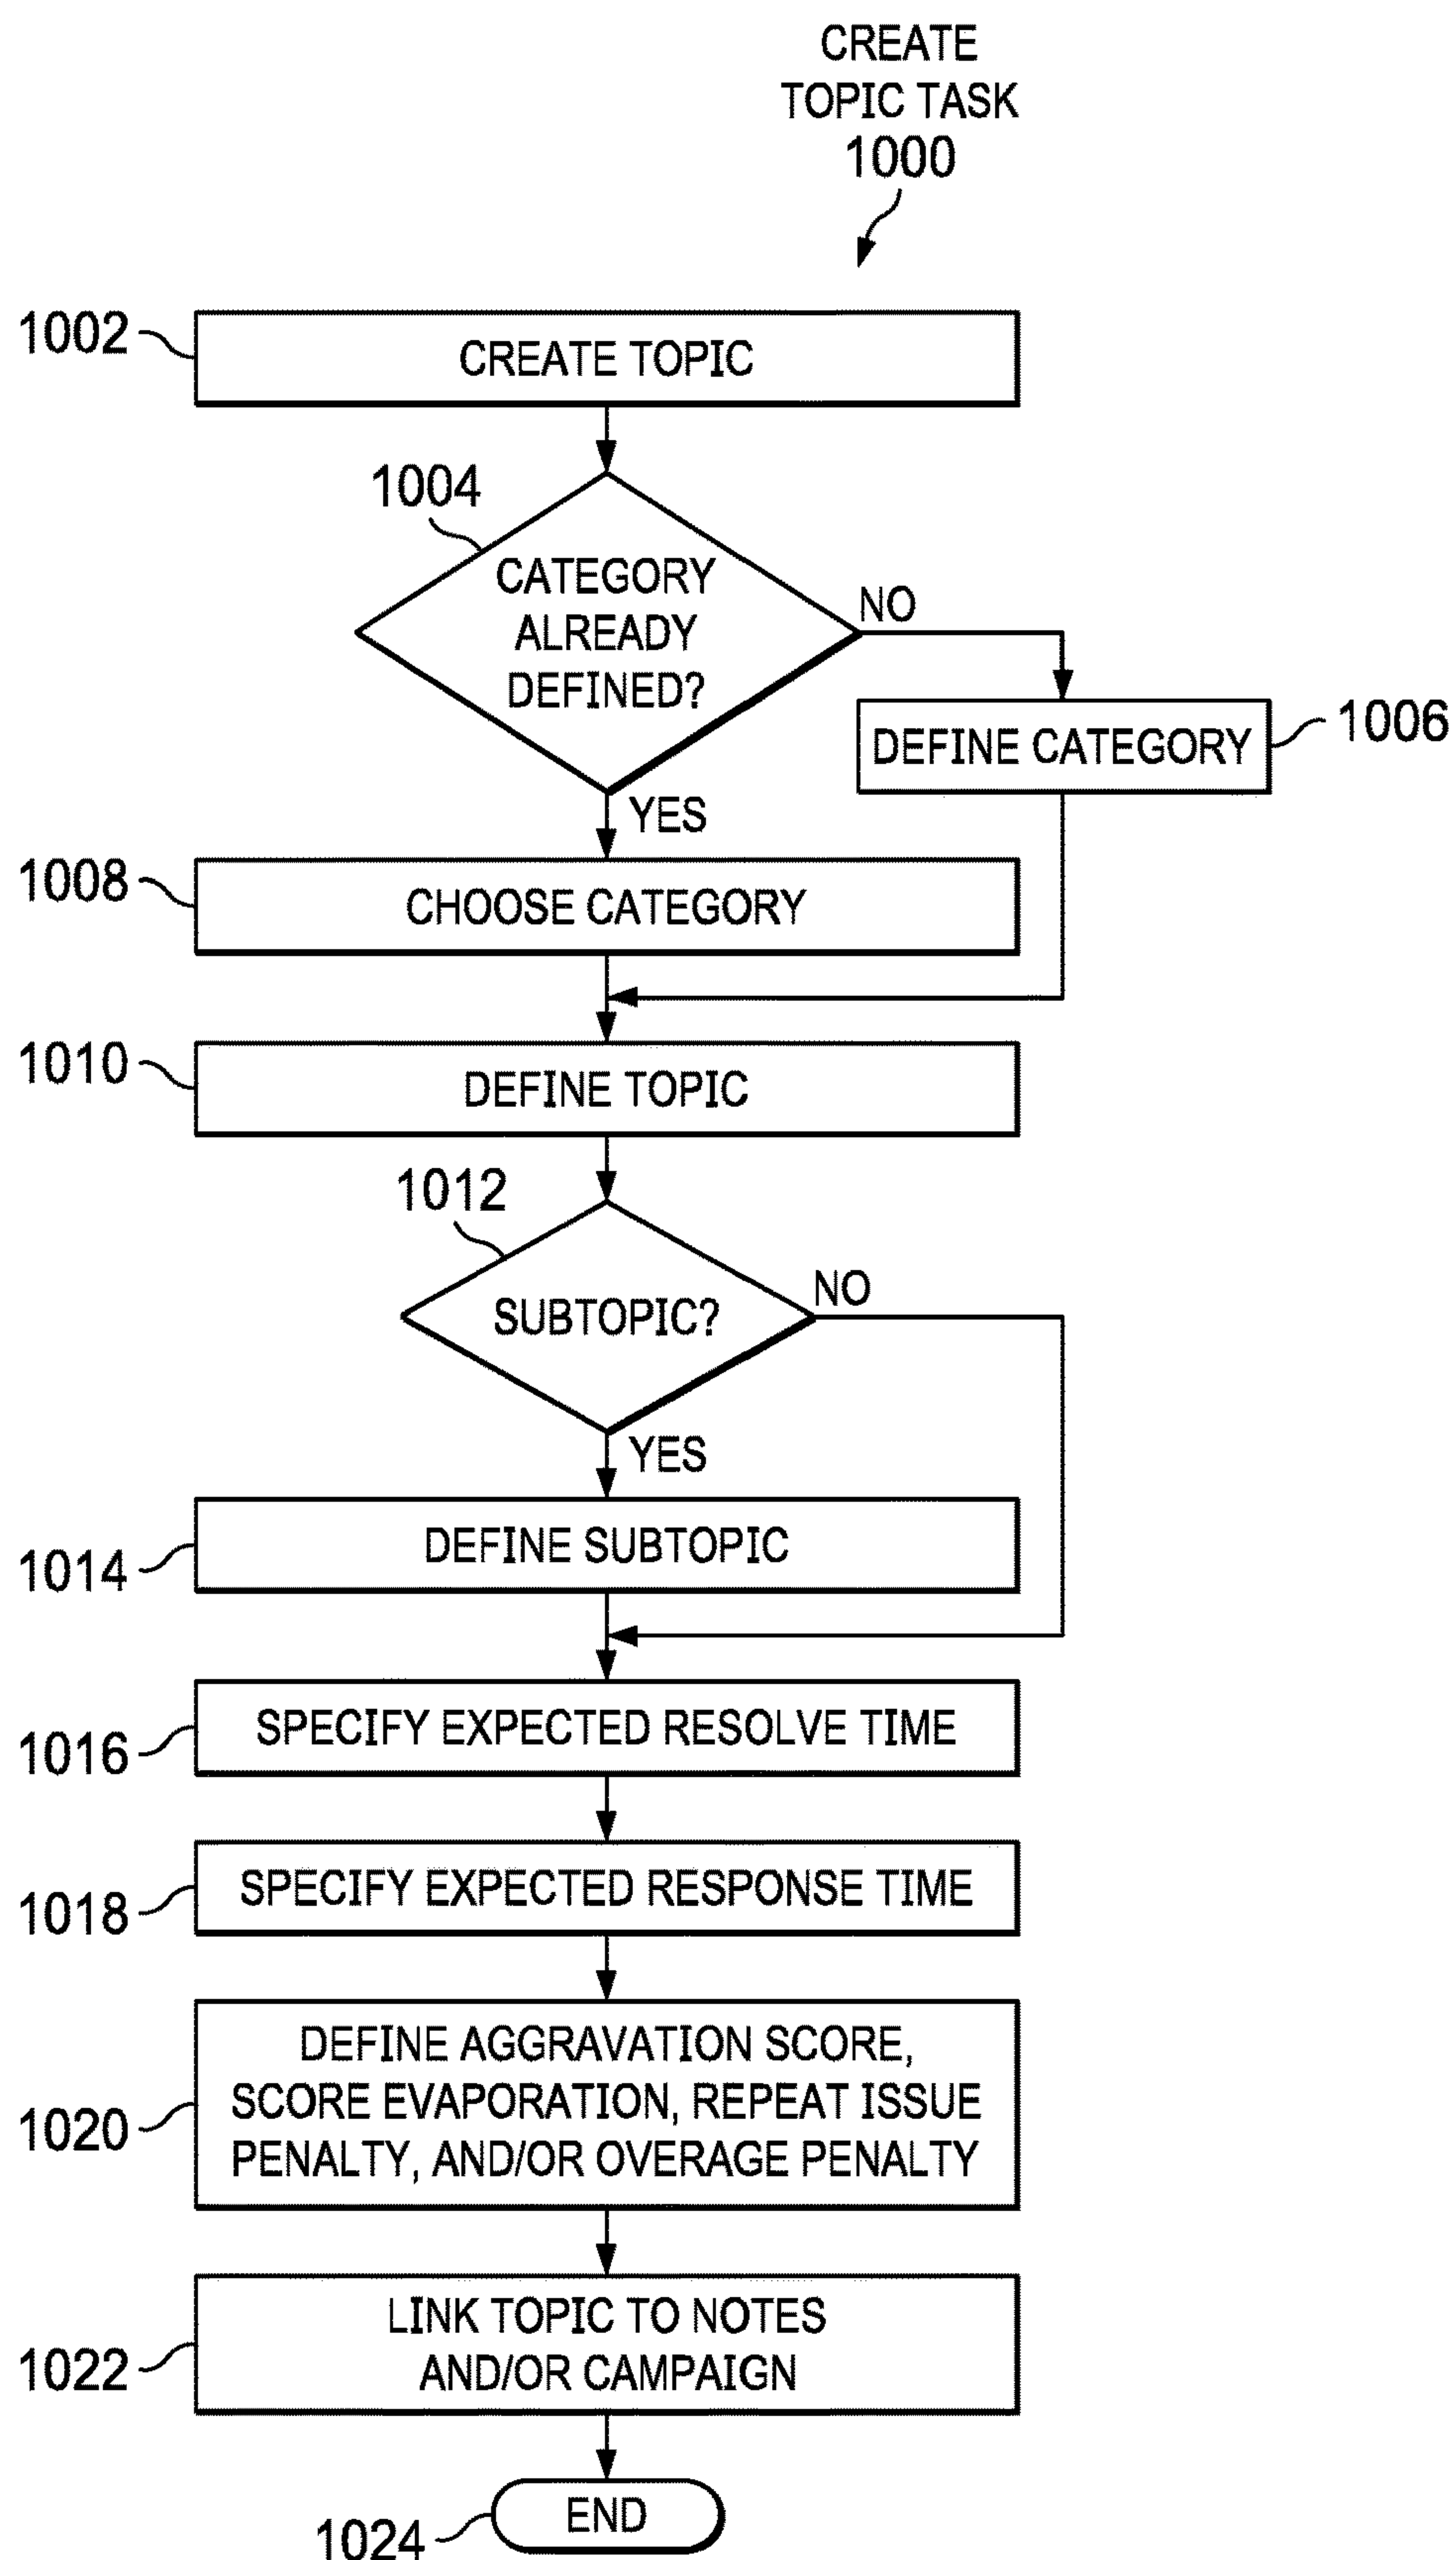 CREATE
TOPIC TASK
1000
1002
CREATE TOPIC
1004
CATEGORY
ALREADY
DEFINED?
NO
DEFINE CATEGORY
1006
YES
1008
CHOOSE CATEGORY
1010
DEFINE TOPIC
1012
SUBTOPIC?
NO
YES
DEFINE SUBTOPIC
1014
SPECIFY EXPECTED RESOLVE TIME
1016
SPECIFY EXPECTED RESPONSE TIME
1018
DEFINE AGGRAVATION SCORE,
SCORE EVAPORATION, REPEAT ISSUE
PENALTY, AND/OR OVERAGE PENALTY
1020
LINK TOPIC TO NOTES
AND/OR CAMPAIGN
1022
END
1024